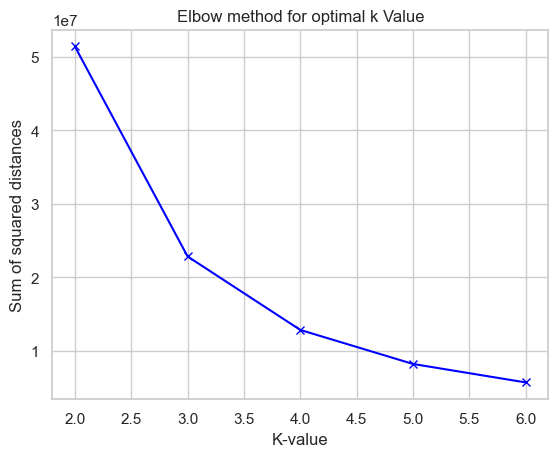 Elbow method for optimal k Value
1e7
5
4
3
2
1
Sum of squared distances
2.0 2.5 3.0 3.5 4.0 4.5 5.0 5.5 6.0
K-value